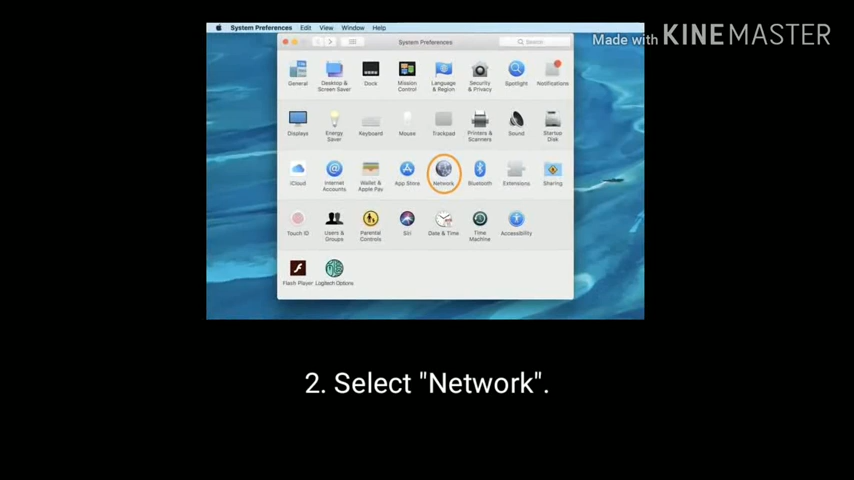 System Preferences Edit View Window Help
System Preferences
Search
Made with KINEMASTER
General
Desktop &
Screen Saver
Dock
Mission
Control
Language
& Region
Security
& Privacy
Spotlight
Notifications
Displays
Energy
Saver
Keyboard
Mouse
Trackpad
Printers &
Scanners
Sound
Startup
Disk
iCloud
Internet
Accounts
Wallet &
Apple Pay
App Store
Network
Bluetooth
Extensions
Sharing
Touch ID
Users &
Groups
Parental
Controls
Siri
Date & Time
Time
Machine
Accessibility
Flash Player
Logitech Options
2. Select "Network".